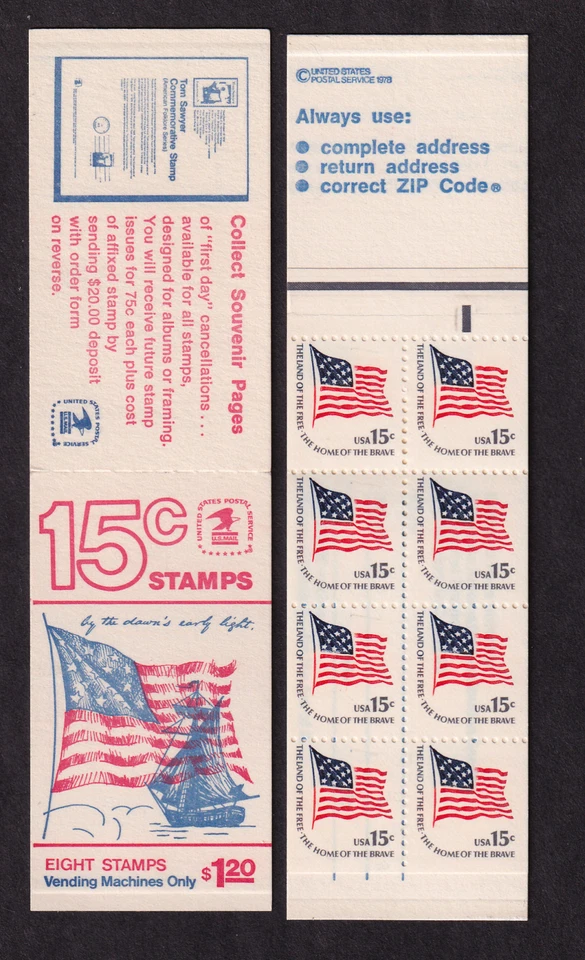 Tom Sawyer
Commemorative Stamp
(American Folklore Series)
Collect Souvenir Pages
of "first day" cancellations . . .
available for all stamps,
designed for albums or framing.
You will receive future stamp
issues for 75c each plus cost
of affixed stamp by
sending $20.00 deposit
with order form
on reverse.
UNITED STATES POSTAL SERVICE
U.S. MAIL
15c
STAMPS
UNITED STATES POSTAL SERVICE
U.S. MAIL
by the dawn's early light.
EIGHT STAMPS
Vending Machines Only
$1.20
© UNITED STATES
POSTAL SERVICE 1978
Always use:
complete address
return address
correct ZIP Code®
THE LAND OF THE FREE · THE HOME OF THE BRAVE
USA 15c
THE LAND OF THE FREE · THE HOME OF THE BRAVE
USA 15c
THE LAND OF THE FREE · THE HOME OF THE BRAVE
USA 15c
THE LAND OF THE FREE · THE HOME OF THE BRAVE
USA 15c
THE LAND OF THE FREE · THE HOME OF THE BRAVE
USA 15c
THE LAND OF THE FREE · THE HOME OF THE BRAVE
USA 15c
THE LAND OF THE FREE · THE HOME OF THE BRAVE
USA 15c
THE LAND OF THE FREE · THE HOME OF THE BRAVE
USA 15c